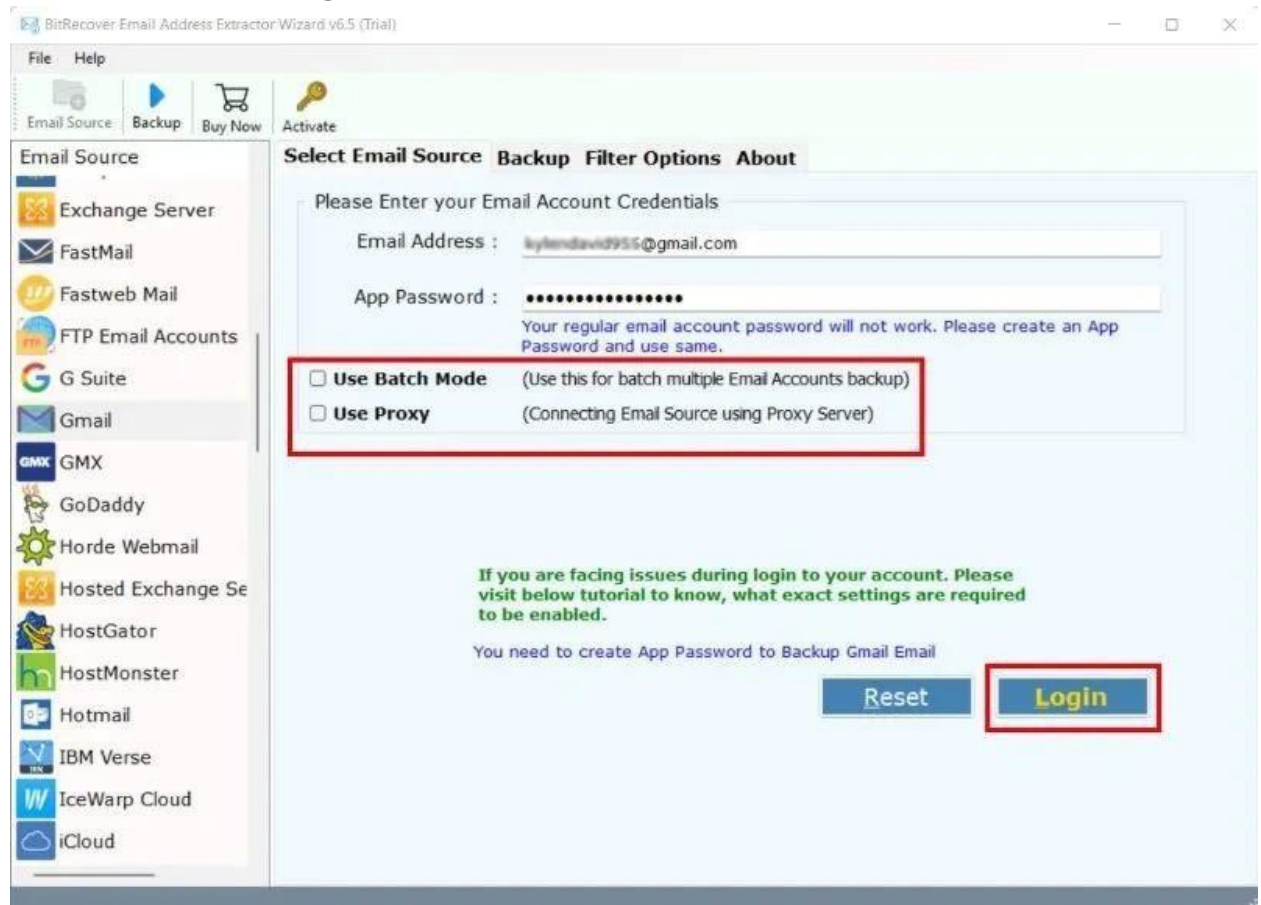 BitRecover Email Address Extractor Wizard v6.5 (Trial)
File Help
Email Source Backup Buy Now Activate
Email Source
Exchange Server
FastMail
Fastweb Mail
FTP Email Accounts
G Suite
Gmail
GMX
GoDaddy
Horde Webmail
Hosted Exchange Se
HostGator
HostMonster
Hotmail
IBM Verse
IceWarp Cloud
iCloud
Select Email Source Backup Filter Options About
Please Enter your Email Account Credentials
Email Address : @gmail.com
App Password : ••••••••••••••••
Your regular email account password will not work. Please create an App
Password and use same.
Use Batch Mode (Use this for batch multiple Email Accounts backup)
Use Proxy (Connecting Email Source using Proxy Server)
If you are facing issues during login to your account. Please
visit below tutorial to know, what exact settings are required
to be enabled.
You need to create App Password to Backup Gmail Email
Reset Login